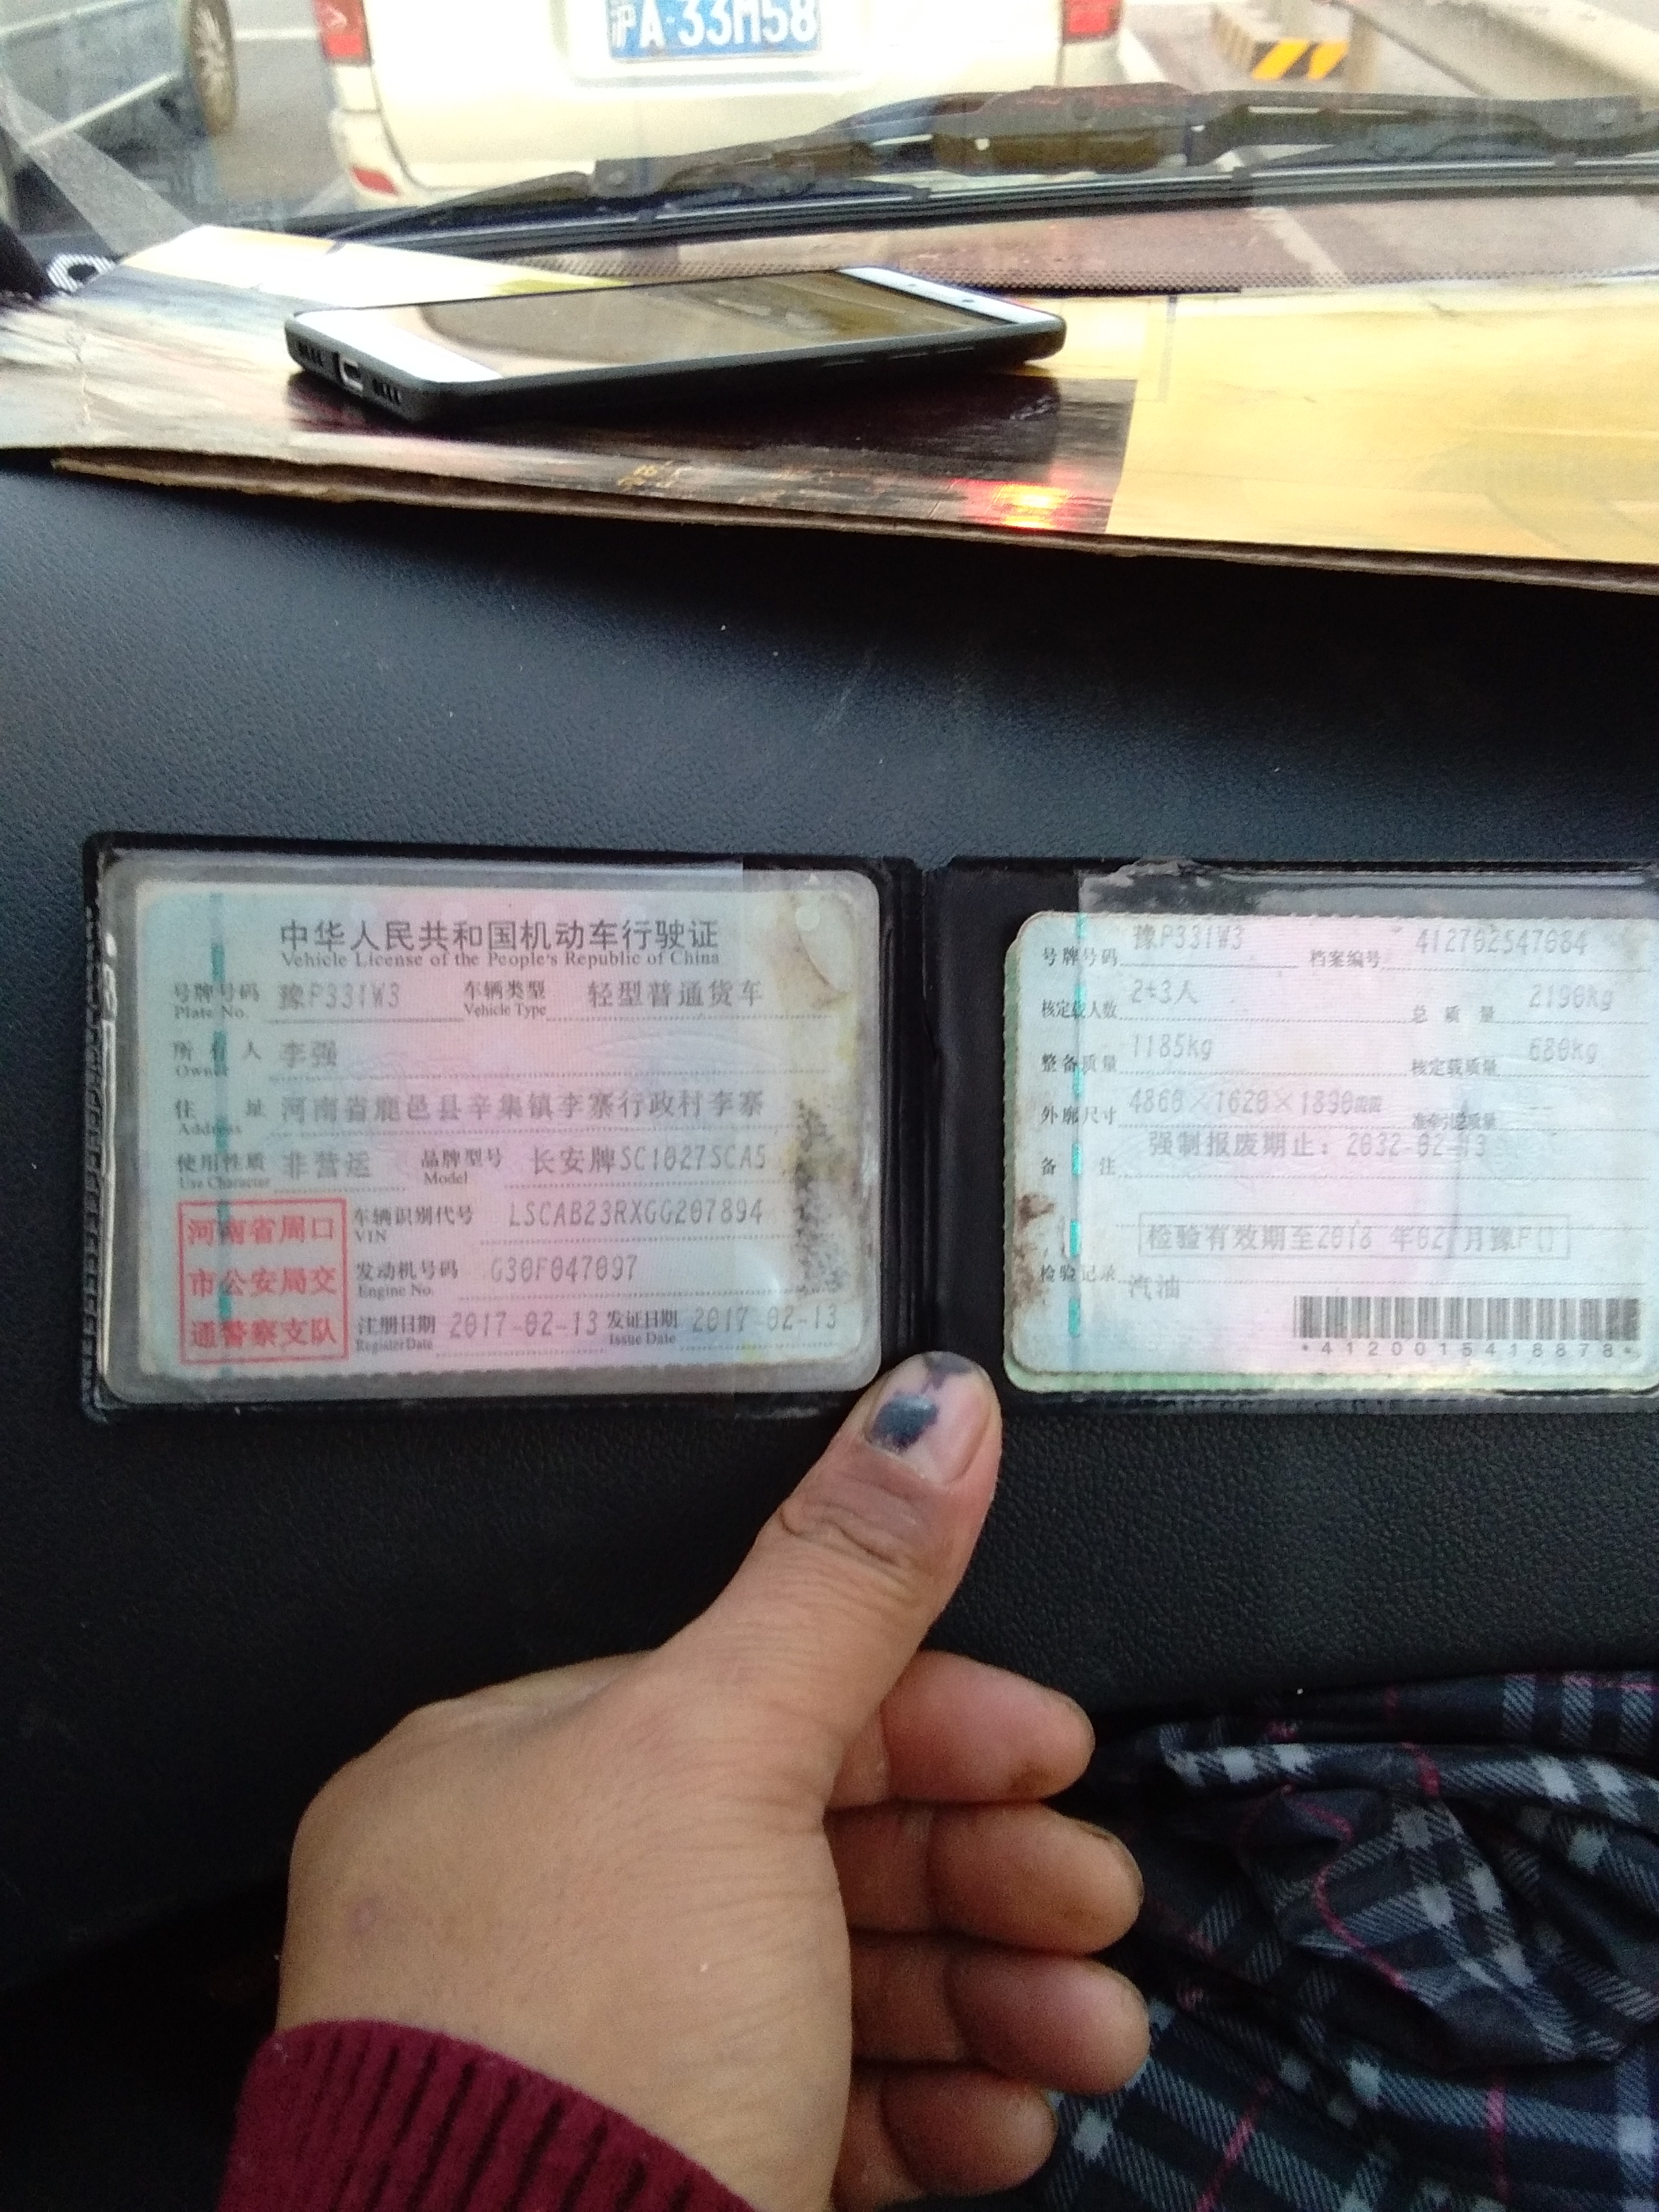 沪A·33M58
中华人民共和国机动车行驶证
Vehicle License of the People's Republic of China
号牌号码 豫P331W3 车辆类型 轻型普通货车
Plate No. Vehicle Type
所有人 李强
Owner
住址 河南省鹿邑县辛集镇李寨行政村李寨
Address
使用性质 非营运 品牌型号 长安牌SC1027SCA5
Use Character Model
河南省周口
市公安局交
通警察支队
车辆识别代号 LSCAB23RXGG207894
VIN
发动机号码 G30F047097
Engine No.
注册日期 2017-02-13 发证日期 2017-02-13
Register Date Issue Date
号牌号码 豫P331W3 档案编号 412702547084
核定载人数 2+3人 总质量 2190kg
整备质量 1185kg 核定载质量 680kg
外廓尺寸 4860×1620×1890㎜ 准牵引总质量 --
备注 强制报废期止：2032-02-13
检验有效期至2018 年02月豫P()
检验记录 汽油
*4120015418878*